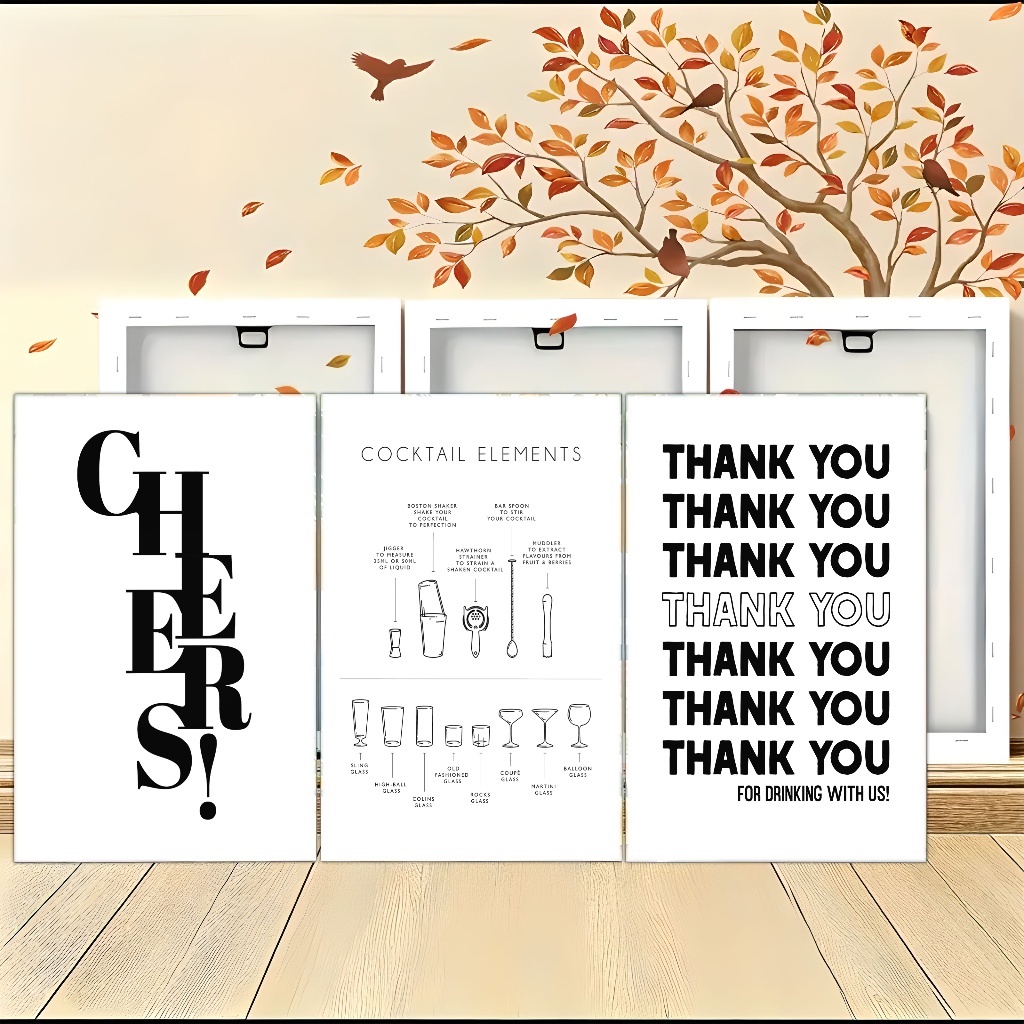 CHEERS!
COCKTAIL ELEMENTS
BOSTON SHAKER
SHAKE YOUR
COCKTAIL
TO PERFECTION
BAR SPOON
TO STIR
YOUR COCKTAIL
JIGGER
TO MEASURE
25ML OR 50ML
OF LIQUID
HAWTHORN
STRAINER
TO STRAIN A
SHAKEN COCKTAIL
MUDDLER
TO EXTRACT
FLAVOURS FROM
FRUIT & BERRIES
SLING
GLASS
HIGH-BALL
GLASS
COLINS
GLASS
OLD
FASHIONED
GLASS
ROCKS
GLASS
COUPÉ
GLASS
MARTINI
GLASS
BALLOON
GLASS
THANK YOU
THANK YOU
THANK YOU
THANK YOU
THANK YOU
THANK YOU
THANK YOU
FOR DRINKING WITH US!